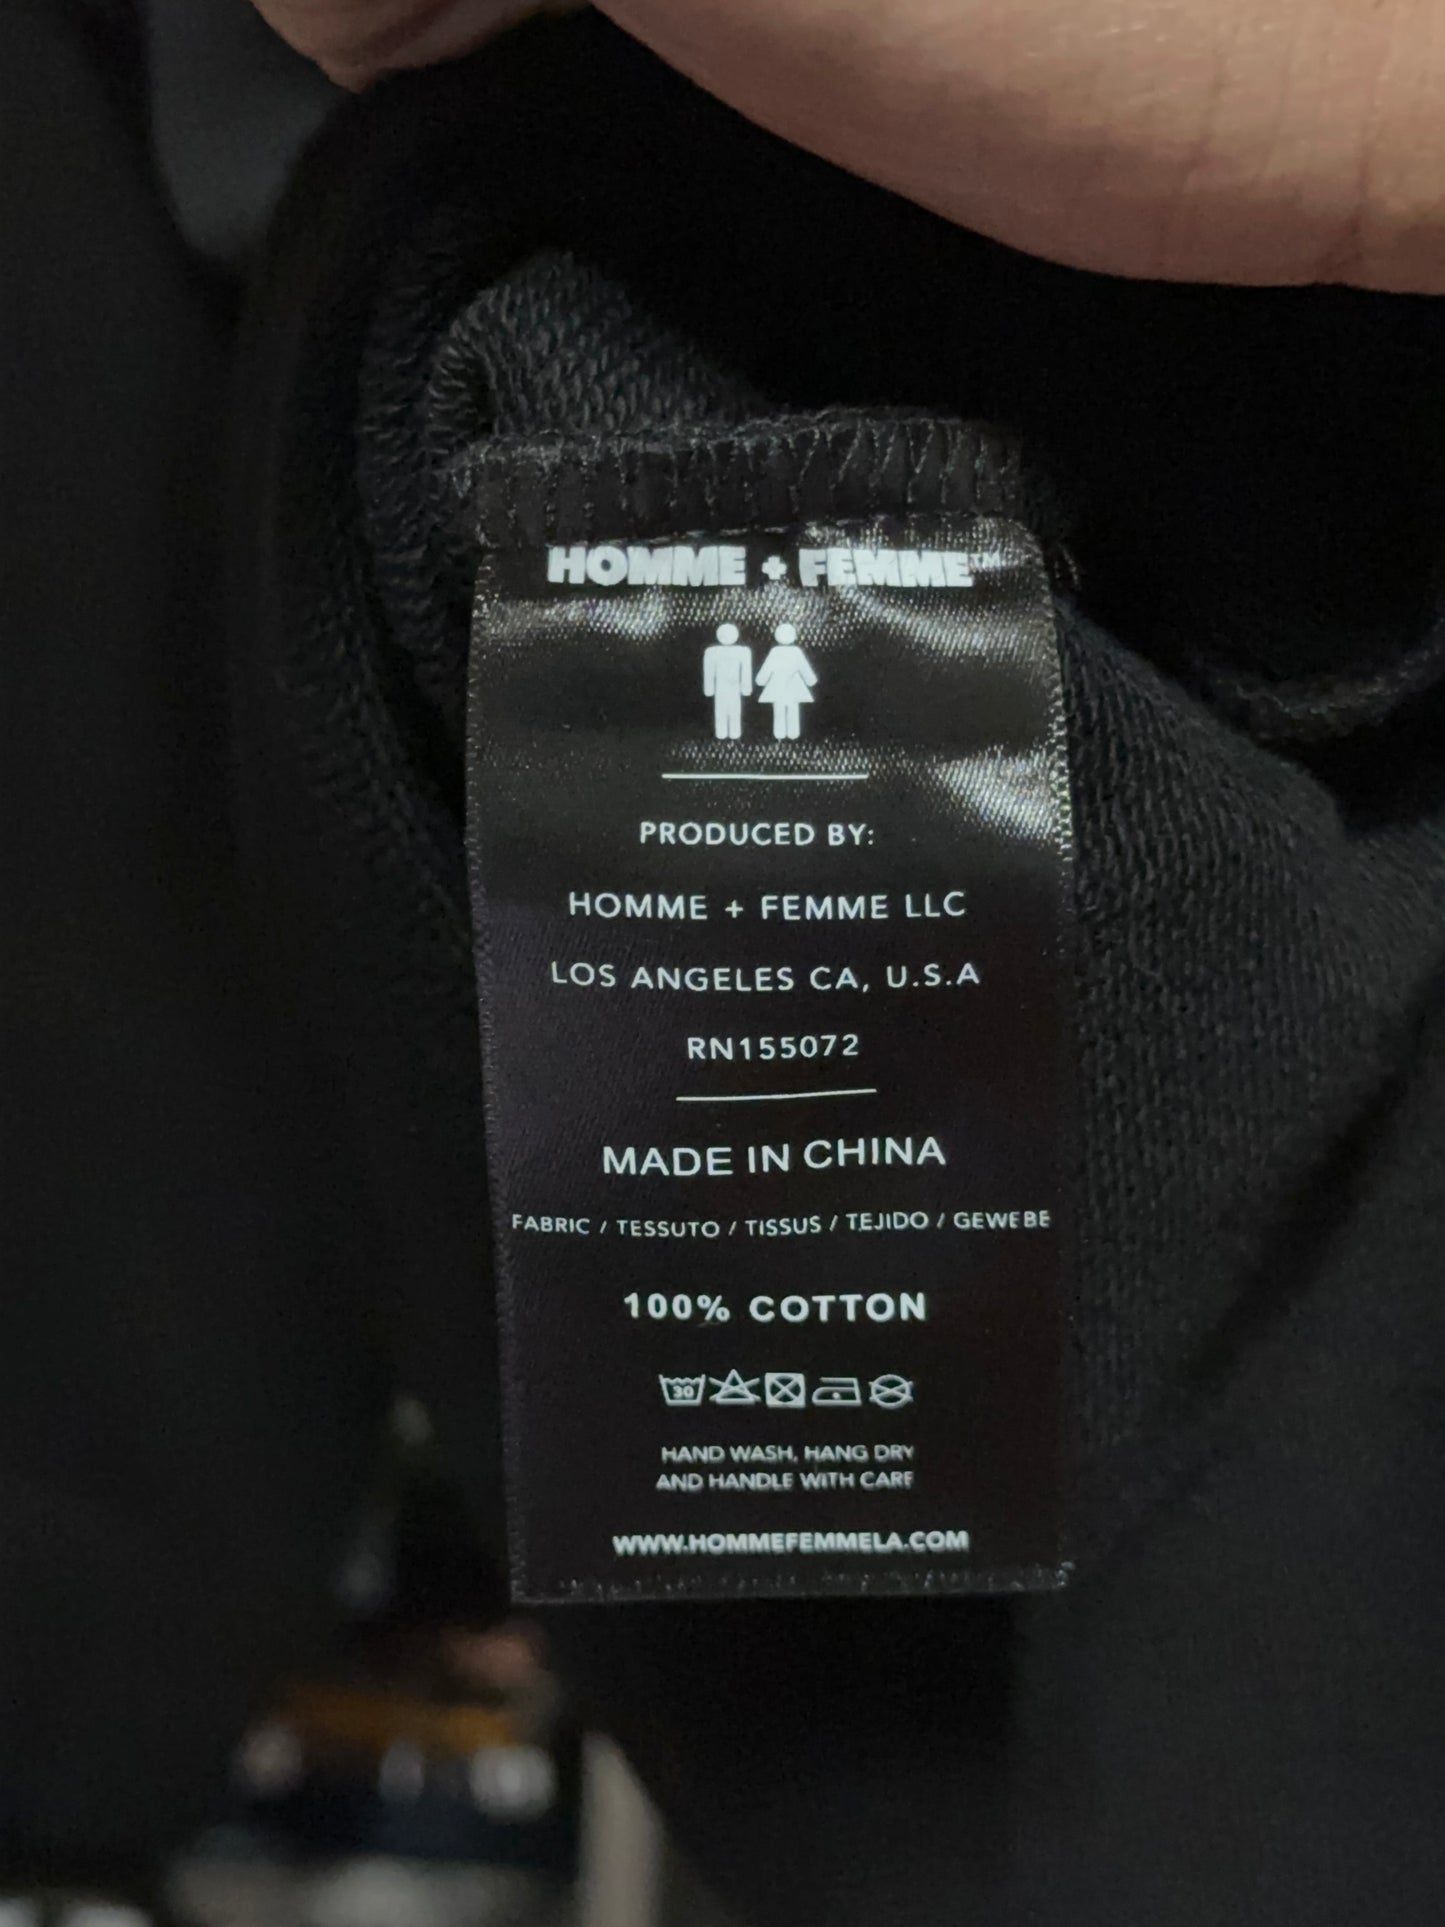 HOMME + FEMME™
PRODUCED BY:
HOMME + FEMME LLC
LOS ANGELES CA, U.S.A
RN155072
MADE IN CHINA
FABRIC / TESSUTO / TISSUS / TEJIDO / GEWEBE
100% COTTON
30
HAND WASH, HANG DRY
AND HANDLE WITH CARE
WWW.HOMMEFEMMELA.COM